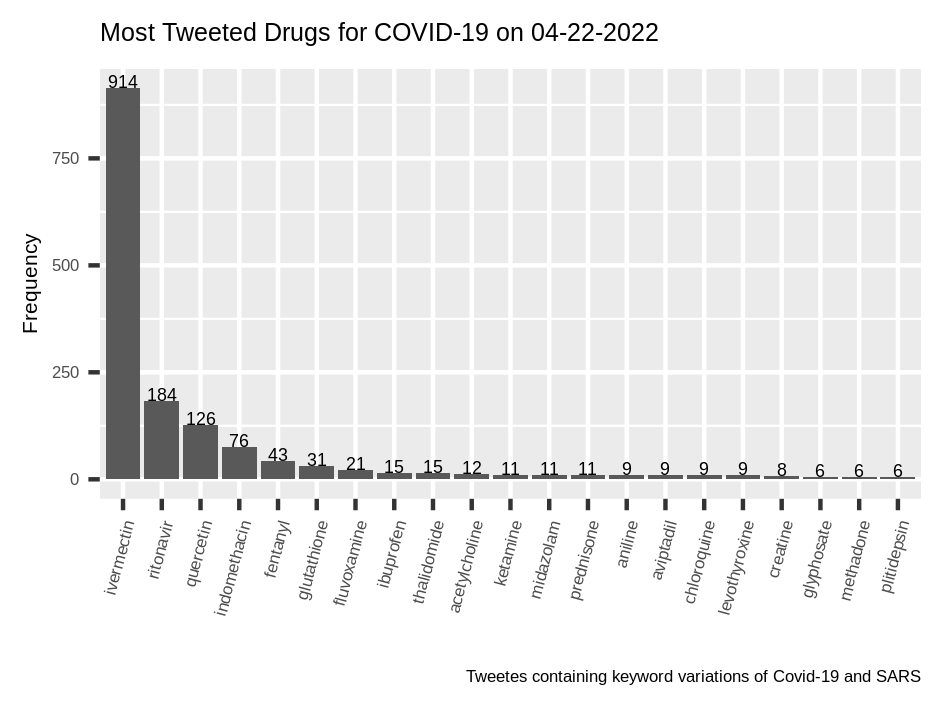 Most Tweeted Drugs for COVID-19 on 04-22-2022
Frequency
750
500
250
0
914
184
126
76
43
31
21
15
15
12
11
11
11
9
9
9
9
8
6
6
6
ivermectin
ritonavir
quercetin
indomethacin
fentanyl
glutathione
fluvoxamine
ibuprofen
thalidomide
acetylcholine
ketamine
midazolam
prednisone
aniline
aviptadil
chloroquine
levothyroxine
creatine
glyphosate
methadone
plitidepsin
Tweetes containing keyword variations of Covid-19 and SARS